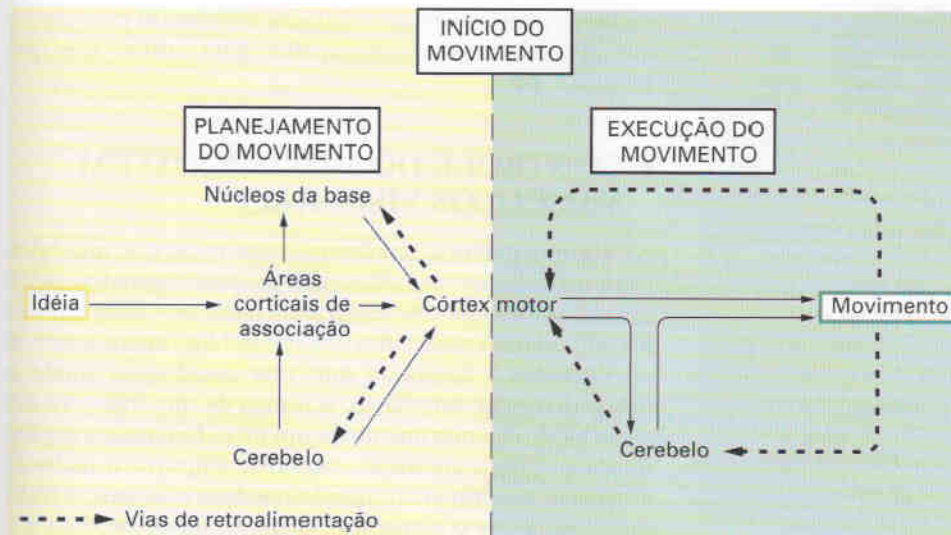 INÍCIO DO
MOVIMENTO
PLANEJAMENTO
DO MOVIMENTO
EXECUÇÃO DO
MOVIMENTO
Núcleos da base
Idéia
Áreas
corticais de
associação
Córtex motor
Movimento
Cerebelo
Cerebelo
Vias de retroalimentação